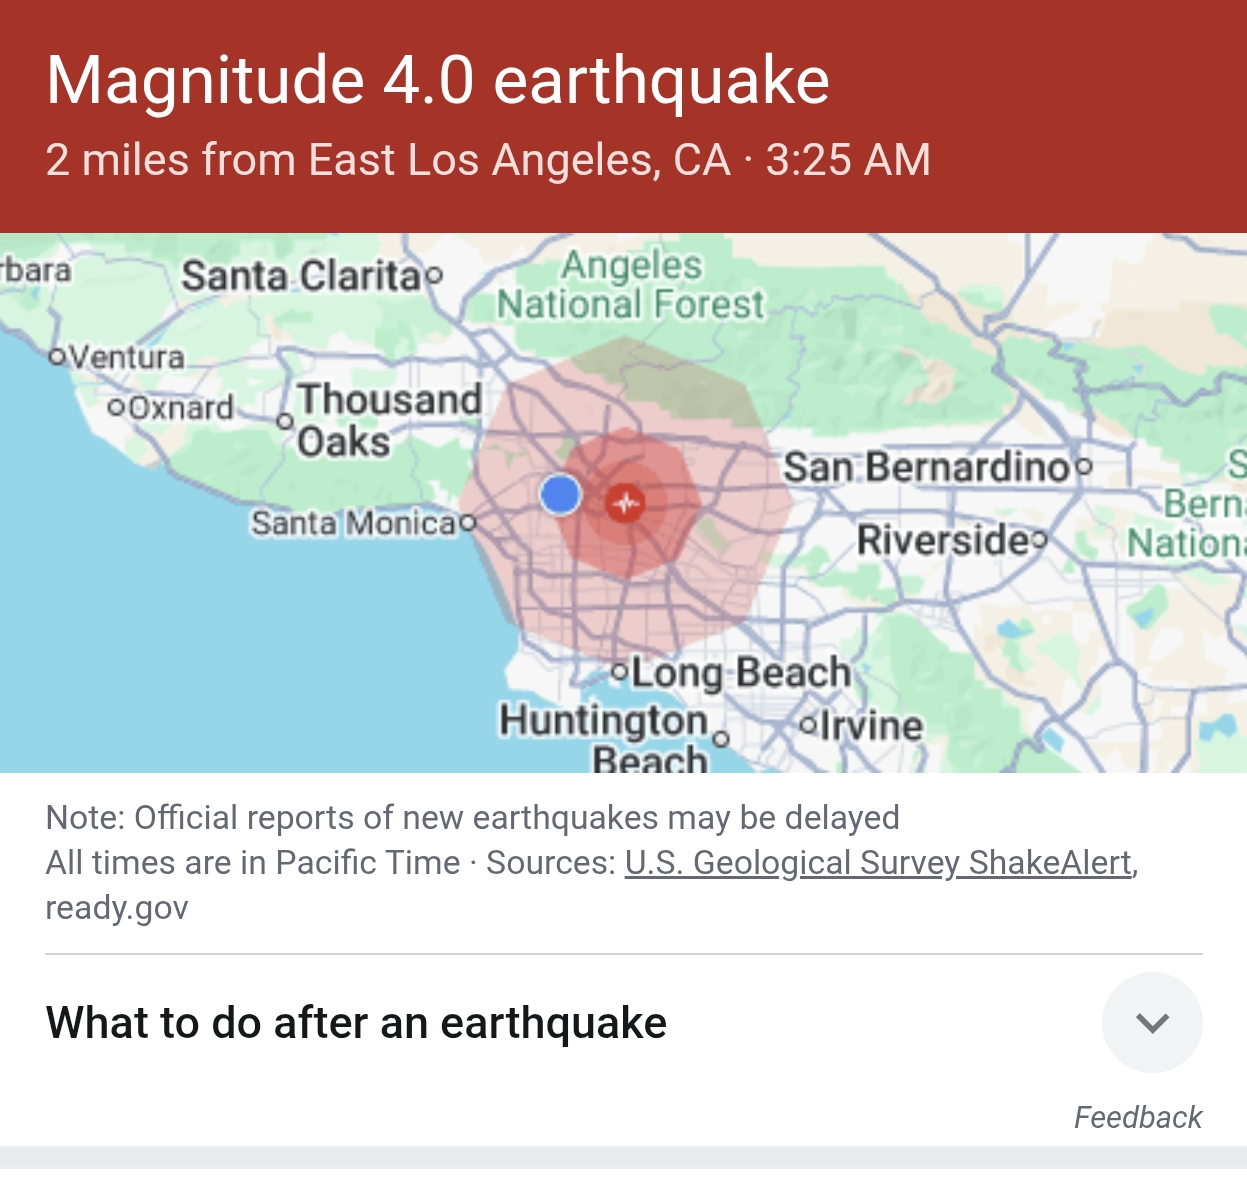 Magnitude 4.0 earthquake
2 miles from East Los Angeles, CA · 3:25 AM
rbara
Santa Clarita
Angeles
National Forest
Ventura
Oxnard
Thousand
Oaks
San Bernardino
S
Bern
Nationa
Santa Monica
Riverside
Long Beach
Huntington
Beach
Irvine
Note: Official reports of new earthquakes may be delayed
All times are in Pacific Time · Sources: U.S. Geological Survey ShakeAlert,
ready.gov
What to do after an earthquake
Feedback